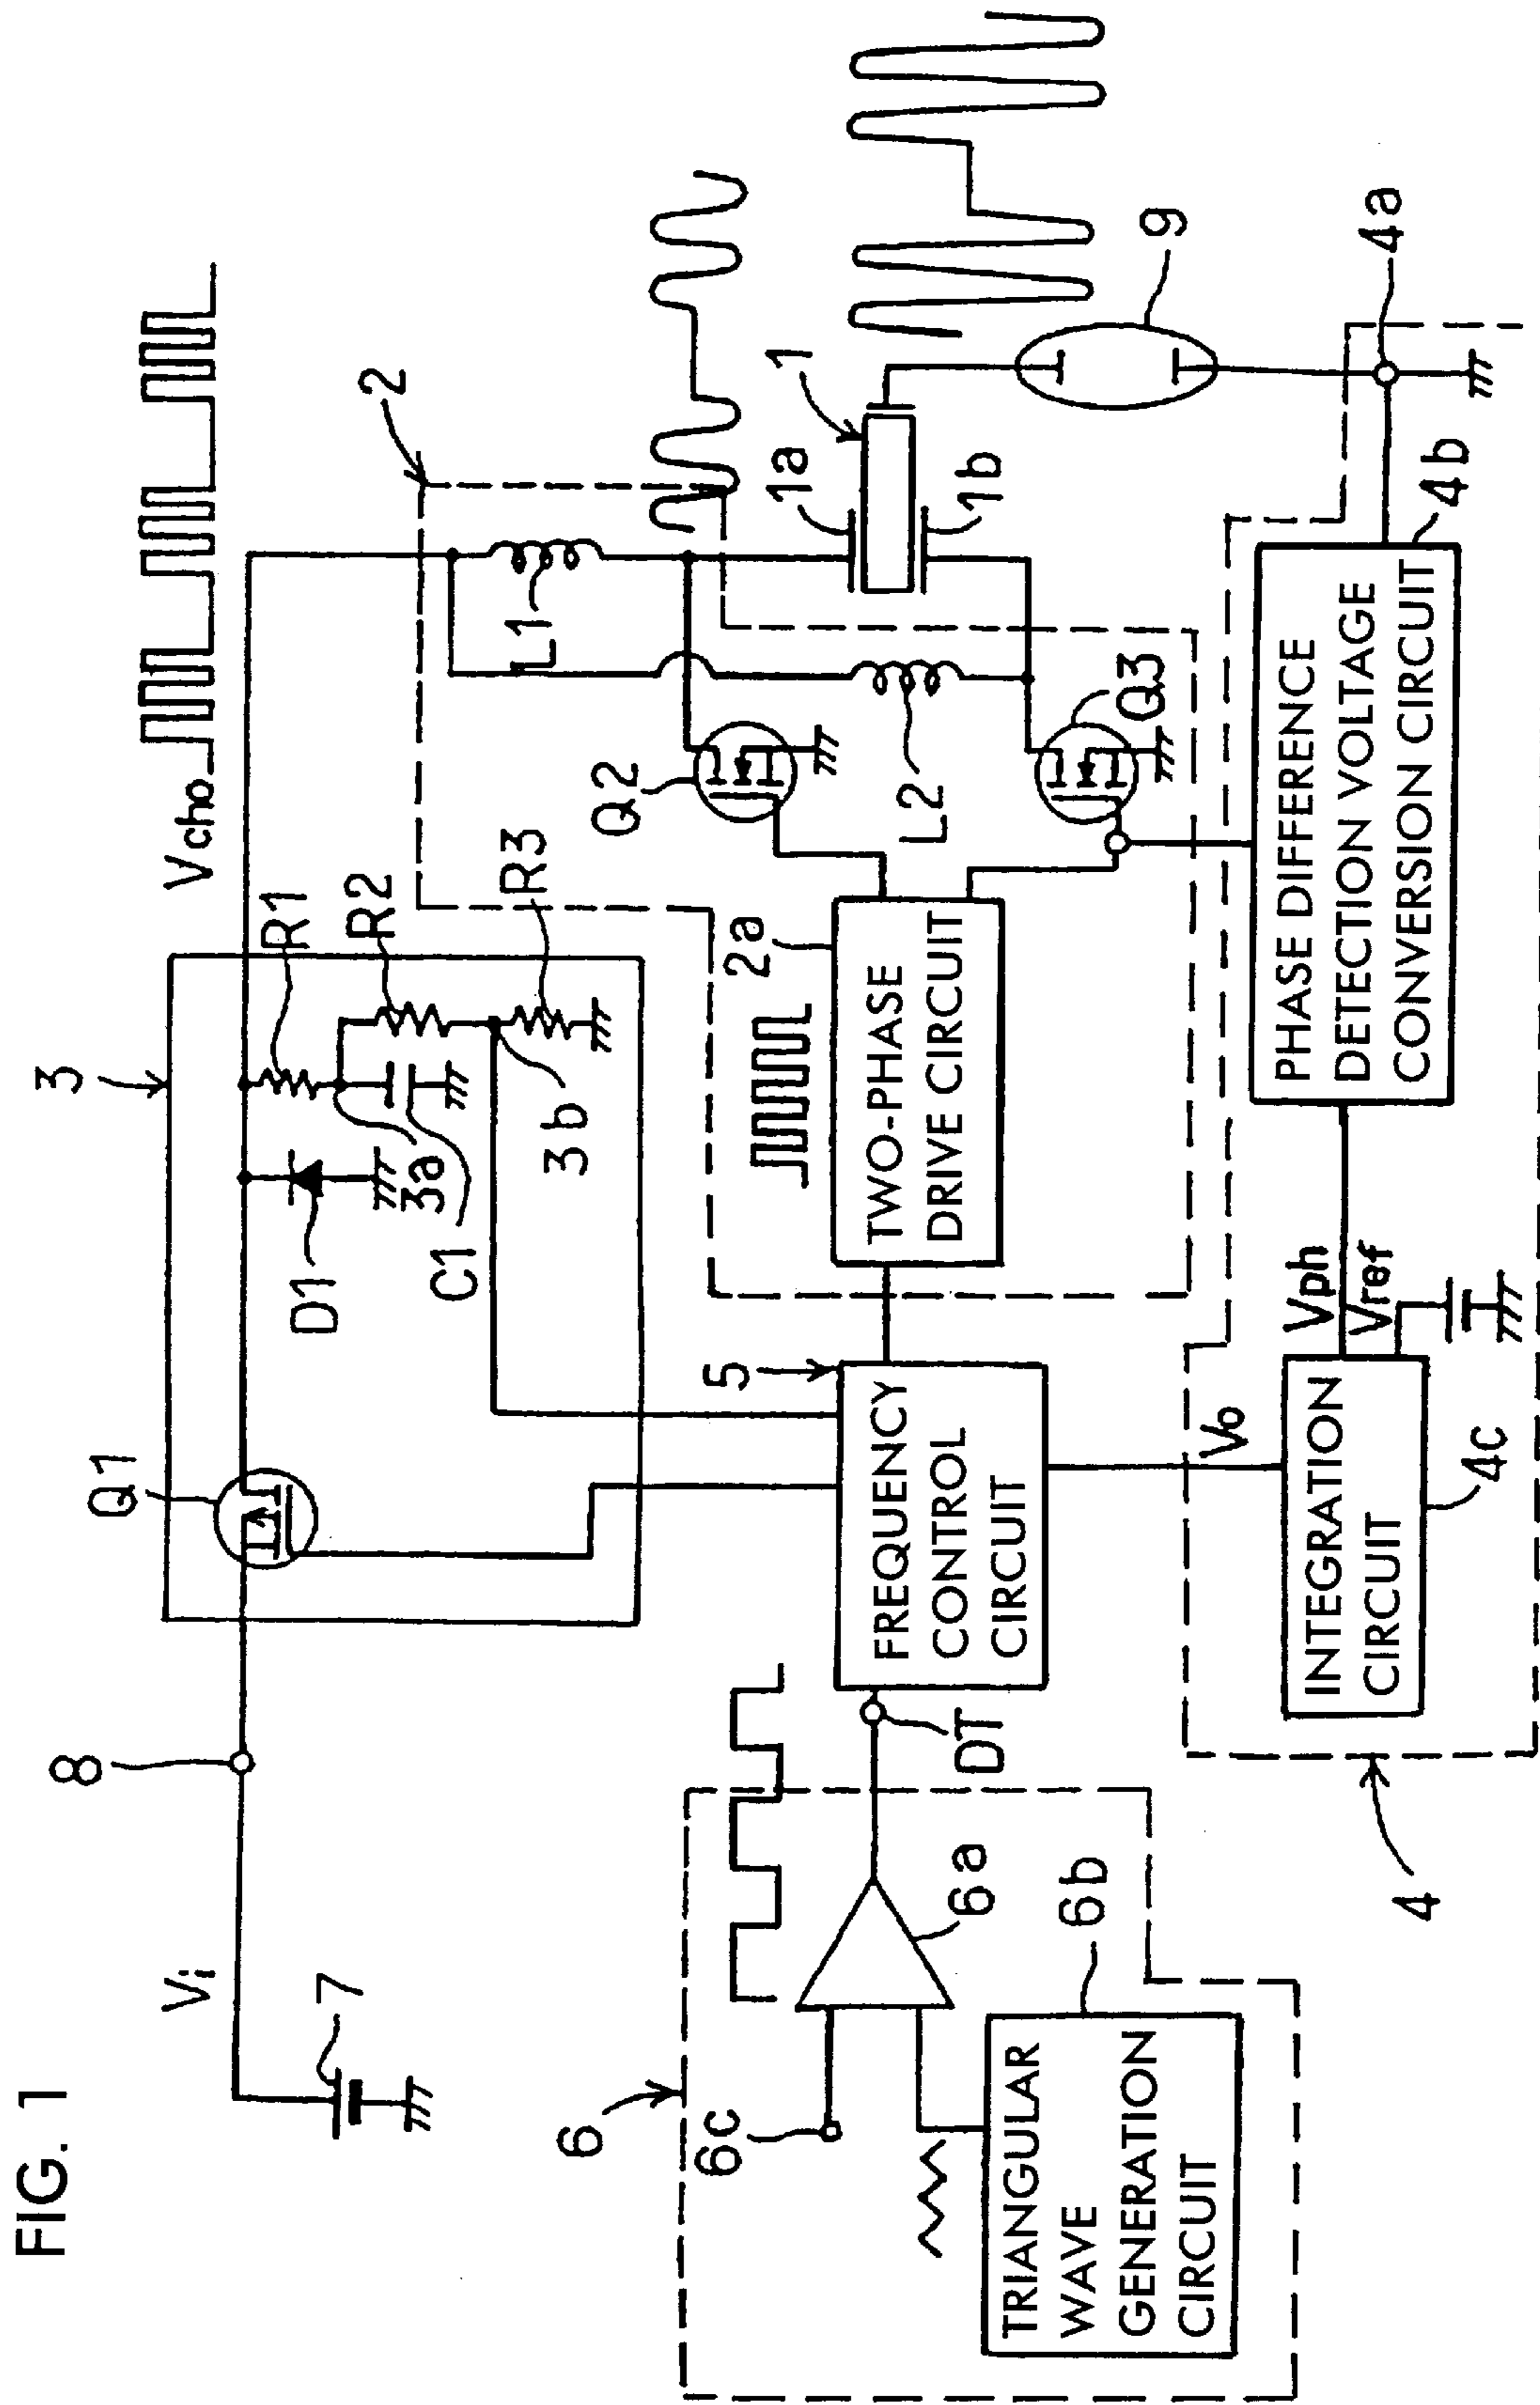 FIG. 1
Vi
7
8
Q1
3
D1
3a
C1
R1
R2
3b
R3
Vcho
2
L1
L2
Q2
Q3
2a
TWO-PHASE
DRIVE CIRCUIT
1a
1
1b
9
4a
4b
PHASE DIFFERENCE
DETECTION VOLTAGE
CONVERSION CIRCUIT
5
FREQUENCY
CONTROL
CIRCUIT
DT
Vo
Vph
Vref
INTEGRATION
CIRCUIT
4c
4
6
6c
6a
6b
TRIANGULAR
WAVE
GENERATION
CIRCUIT